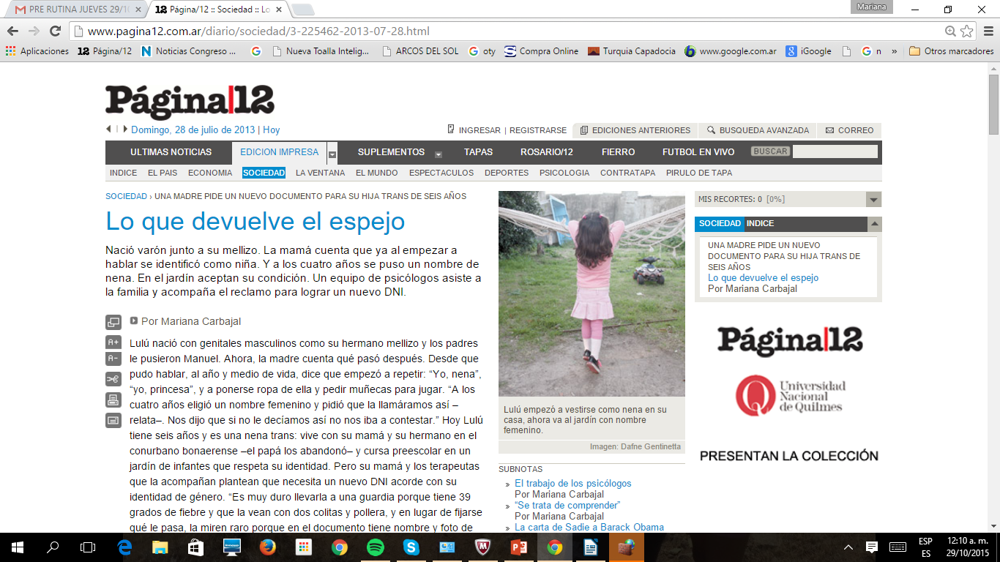 PRE RUTINA JUEVES 29/10
12 Página/12 :: Sociedad :: Lo
Mariana
www.pagina12.com.ar/diario/sociedad/3-225462-2013-07-28.html
Aplicaciones 12 Página/12 Noticias Congreso ... Nueva Toalla Intelig... ARCOS DEL SOL oty Compra Online Turquia Capadocia www.google.com.ar iGoogle n » Otros marcadores
Página|12
Domingo, 28 de julio de 2013 | Hoy
INGRESAR | REGISTRARSE EDICIONES ANTERIORES BUSQUEDA AVANZADA CORREO
ULTIMAS NOTICIAS EDICION IMPRESA SUPLEMENTOS TAPAS ROSARIO/12 FIERRO FUTBOL EN VIVO BUSCAR
INDICE EL PAIS ECONOMIA SOCIEDAD LA VENTANA EL MUNDO ESPECTACULOS DEPORTES PSICOLOGIA CONTRATAPA PIRULO DE TAPA
SOCIEDAD › UNA MADRE PIDE UN NUEVO DOCUMENTO PARA SU HIJA TRANS DE SEIS AÑOS
Lo que devuelve el espejo
Nació varón junto a su mellizo. La mamá cuenta que ya al empezar a
hablar se identificó como niña. Y a los cuatro años se puso un nombre de
nena. En el jardín aceptan su condición. Un equipo de psicólogos asiste a
la familia y acompaña el reclamo para lograr un nuevo DNI.
Por Mariana Carbajal
A+
A-
Lulú nació con genitales masculinos como su hermano mellizo y los padres
le pusieron Manuel. Ahora, la madre cuenta qué pasó después. Desde que
pudo hablar, al año y medio de vida, dice que empezó a repetir: “Yo, nena”,
“yo, princesa”, y a ponerse ropa de ella y pedir muñecas para jugar. “A los
cuatro años eligió un nombre femenino y pidió que la llamáramos así –
relata–. Nos dijo que si no le decíamos así no nos iba a contestar.” Hoy Lulú
tiene seis años y es una nena trans: vive con su mamá y su hermano en el
conurbano bonaerense –el papá los abandonó– y cursa preescolar en un
jardín de infantes que respeta su identidad. Pero su mamá y los terapeutas
que la acompañan plantean que necesita un nuevo DNI acorde con su
identidad de género. “Es muy duro llevarla a una guardia porque tiene 39
grados de fiebre y que la vean con dos colitas y pollera, y en lugar de fijarse
qué le pasa, la miren raro porque en el documento tiene nombre y foto de
Lulú empezó a vestirse como nena en su
casa, ahora va al jardín con nombre
femenino.
Imagen: Dafne Gentinetta
SUBNOTAS
» El trabajo de los psicólogos
Por Mariana Carbajal
» “Se trata de comprender”
Por Mariana Carbajal
» La carta de Sadie a Barack Obama
MIS RECORTES: 0 [0%]
SOCIEDAD INDICE
UNA MADRE PIDE UN NUEVO
DOCUMENTO PARA SU HIJA TRANS DE
SEIS AÑOS
Lo que devuelve el espejo
Por Mariana Carbajal
Página|12
Universidad
Nacional
de Quilmes
PRESENTAN LA COLECCIÓN
ESP
ES
12:10 a. m.
29/10/2015